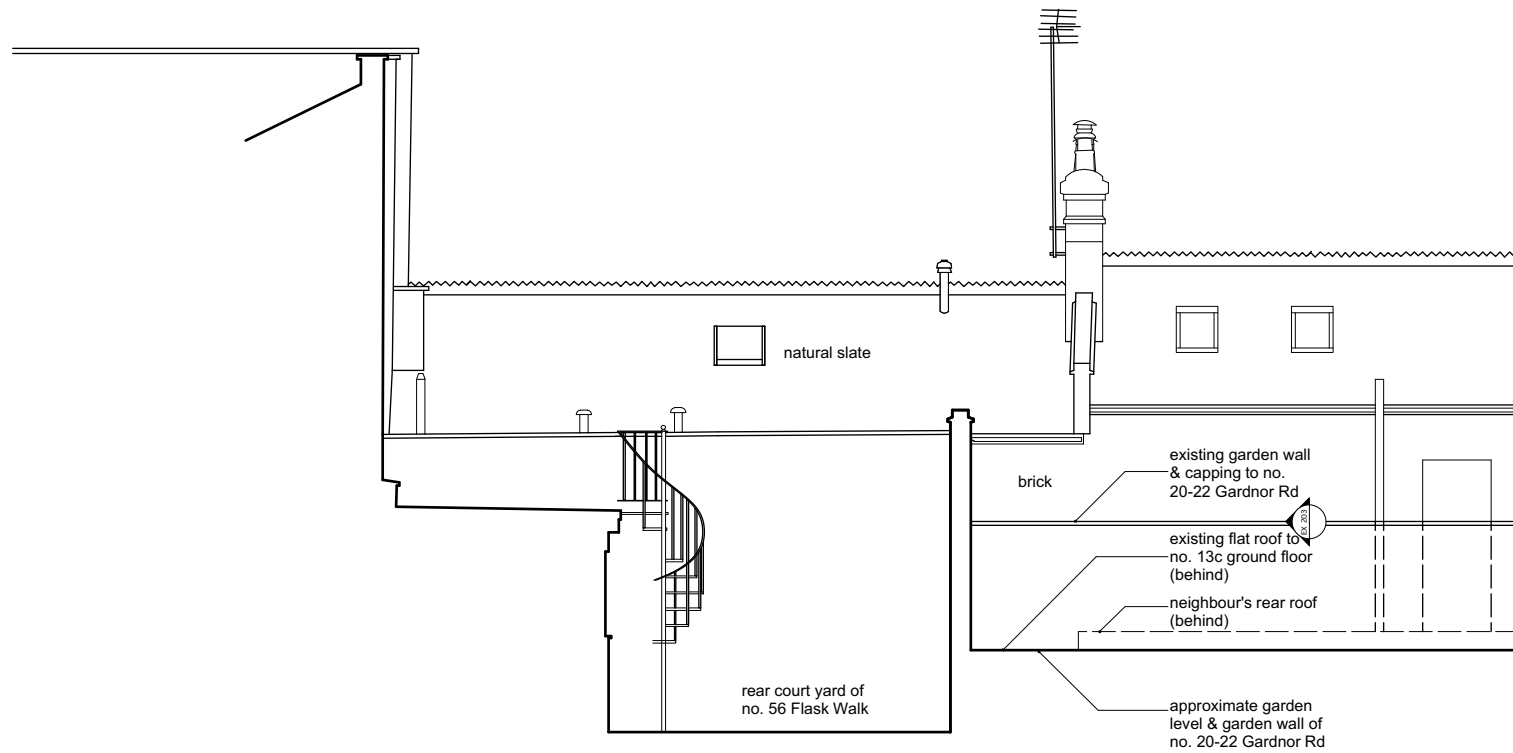 natural slate
brick
existing garden wall
& capping to no.
20-22 Gardnor Rd
EX 203
existing flat roof to
no. 13c ground floor
(behind)
neighbour's rear roof
(behind)
rear court yard of
no. 56 Flask Walk
approximate garden
level & garden wall of
no. 20-22 Gardnor Rd